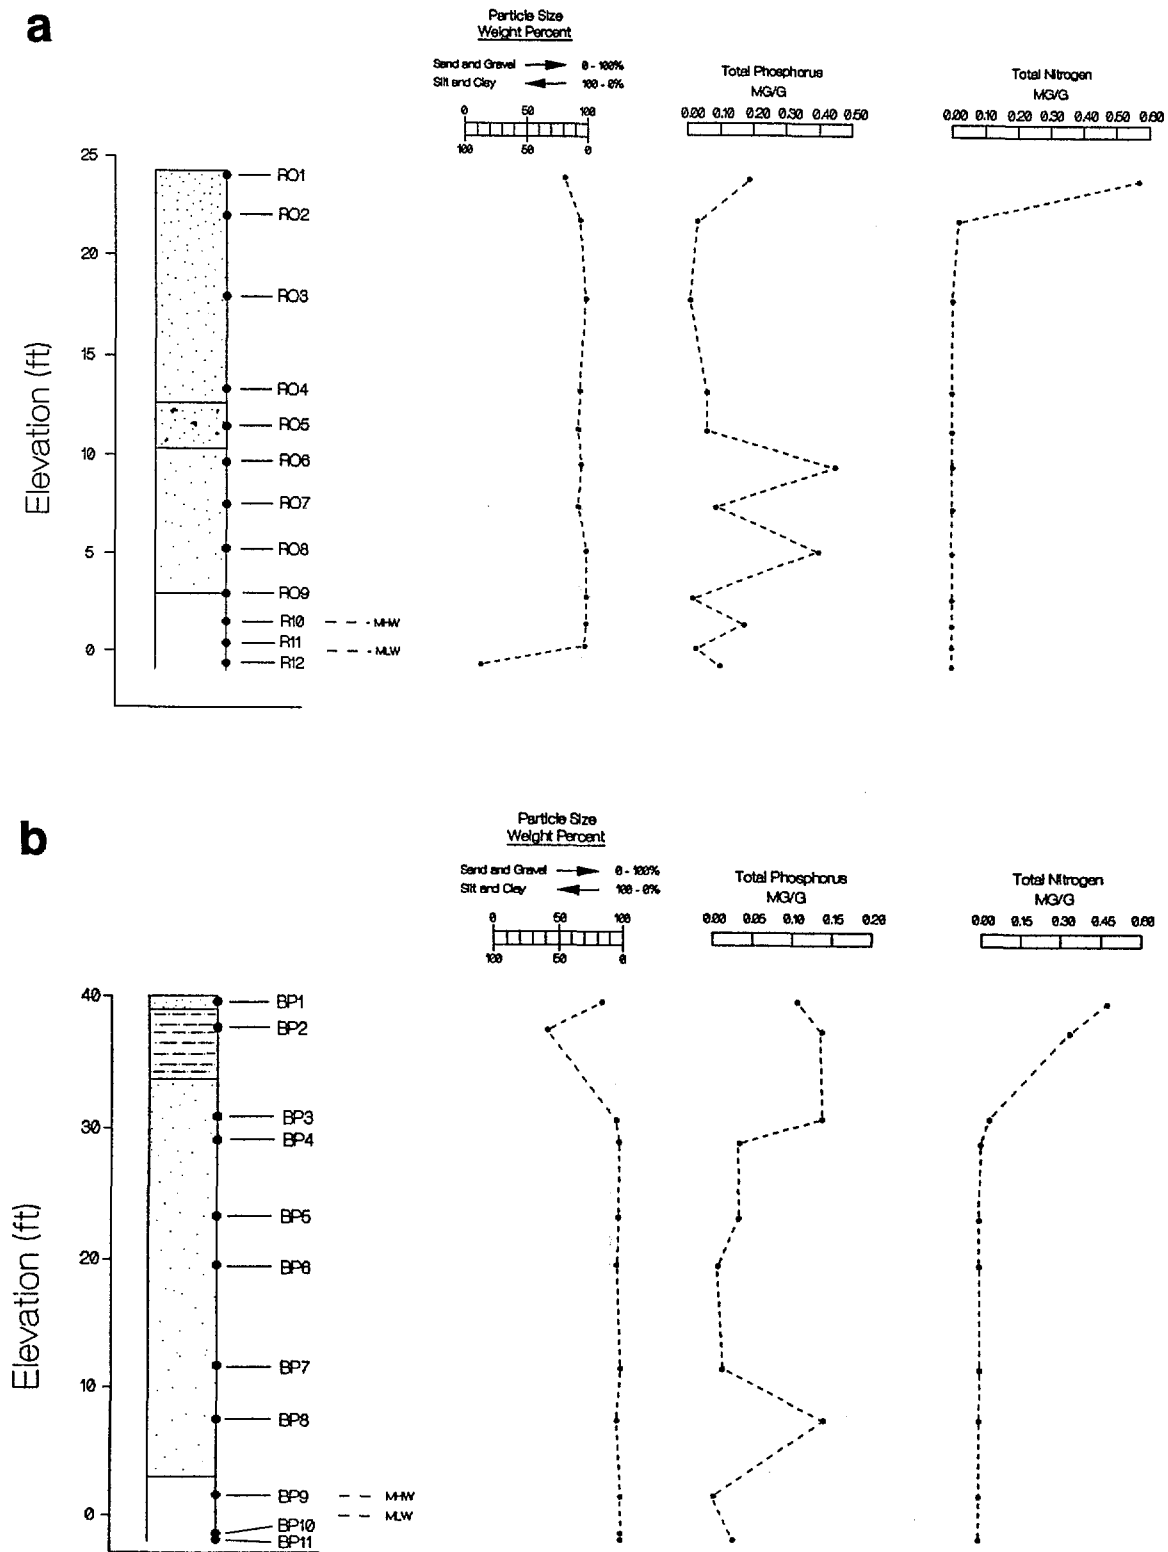 a
Particle Size
Weight Percent
Sand and Gravel 0 - 100%
Silt and Clay 100 - 0%
0 50 100
100 50 0
Total Phosphorus
MG/G
0.00 0.10 0.20 0.30 0.40 0.50
Total Nitrogen
MG/G
0.00 0.10 0.20 0.30 0.40 0.50 0.60
Elevation (ft)
25
20
15
10
5
0
RO1
RO2
RO3
RO4
RO5
RO6
RO7
RO8
RO9
R10
MHW
R11
MLW
R12
b
Particle Size
Weight Percent
Sand and Gravel 0 - 100%
Silt and Clay 100 - 0%
0 50 100
100 50 0
Total Phosphorus
MG/G
0.00 0.05 0.10 0.15 0.20
Total Nitrogen
MG/G
0.00 0.15 0.30 0.45 0.60
Elevation (ft)
40
30
20
10
0
BP1
BP2
BP3
BP4
BP5
BP6
BP7
BP8
BP9
MHW
MLW
BP10
BP11